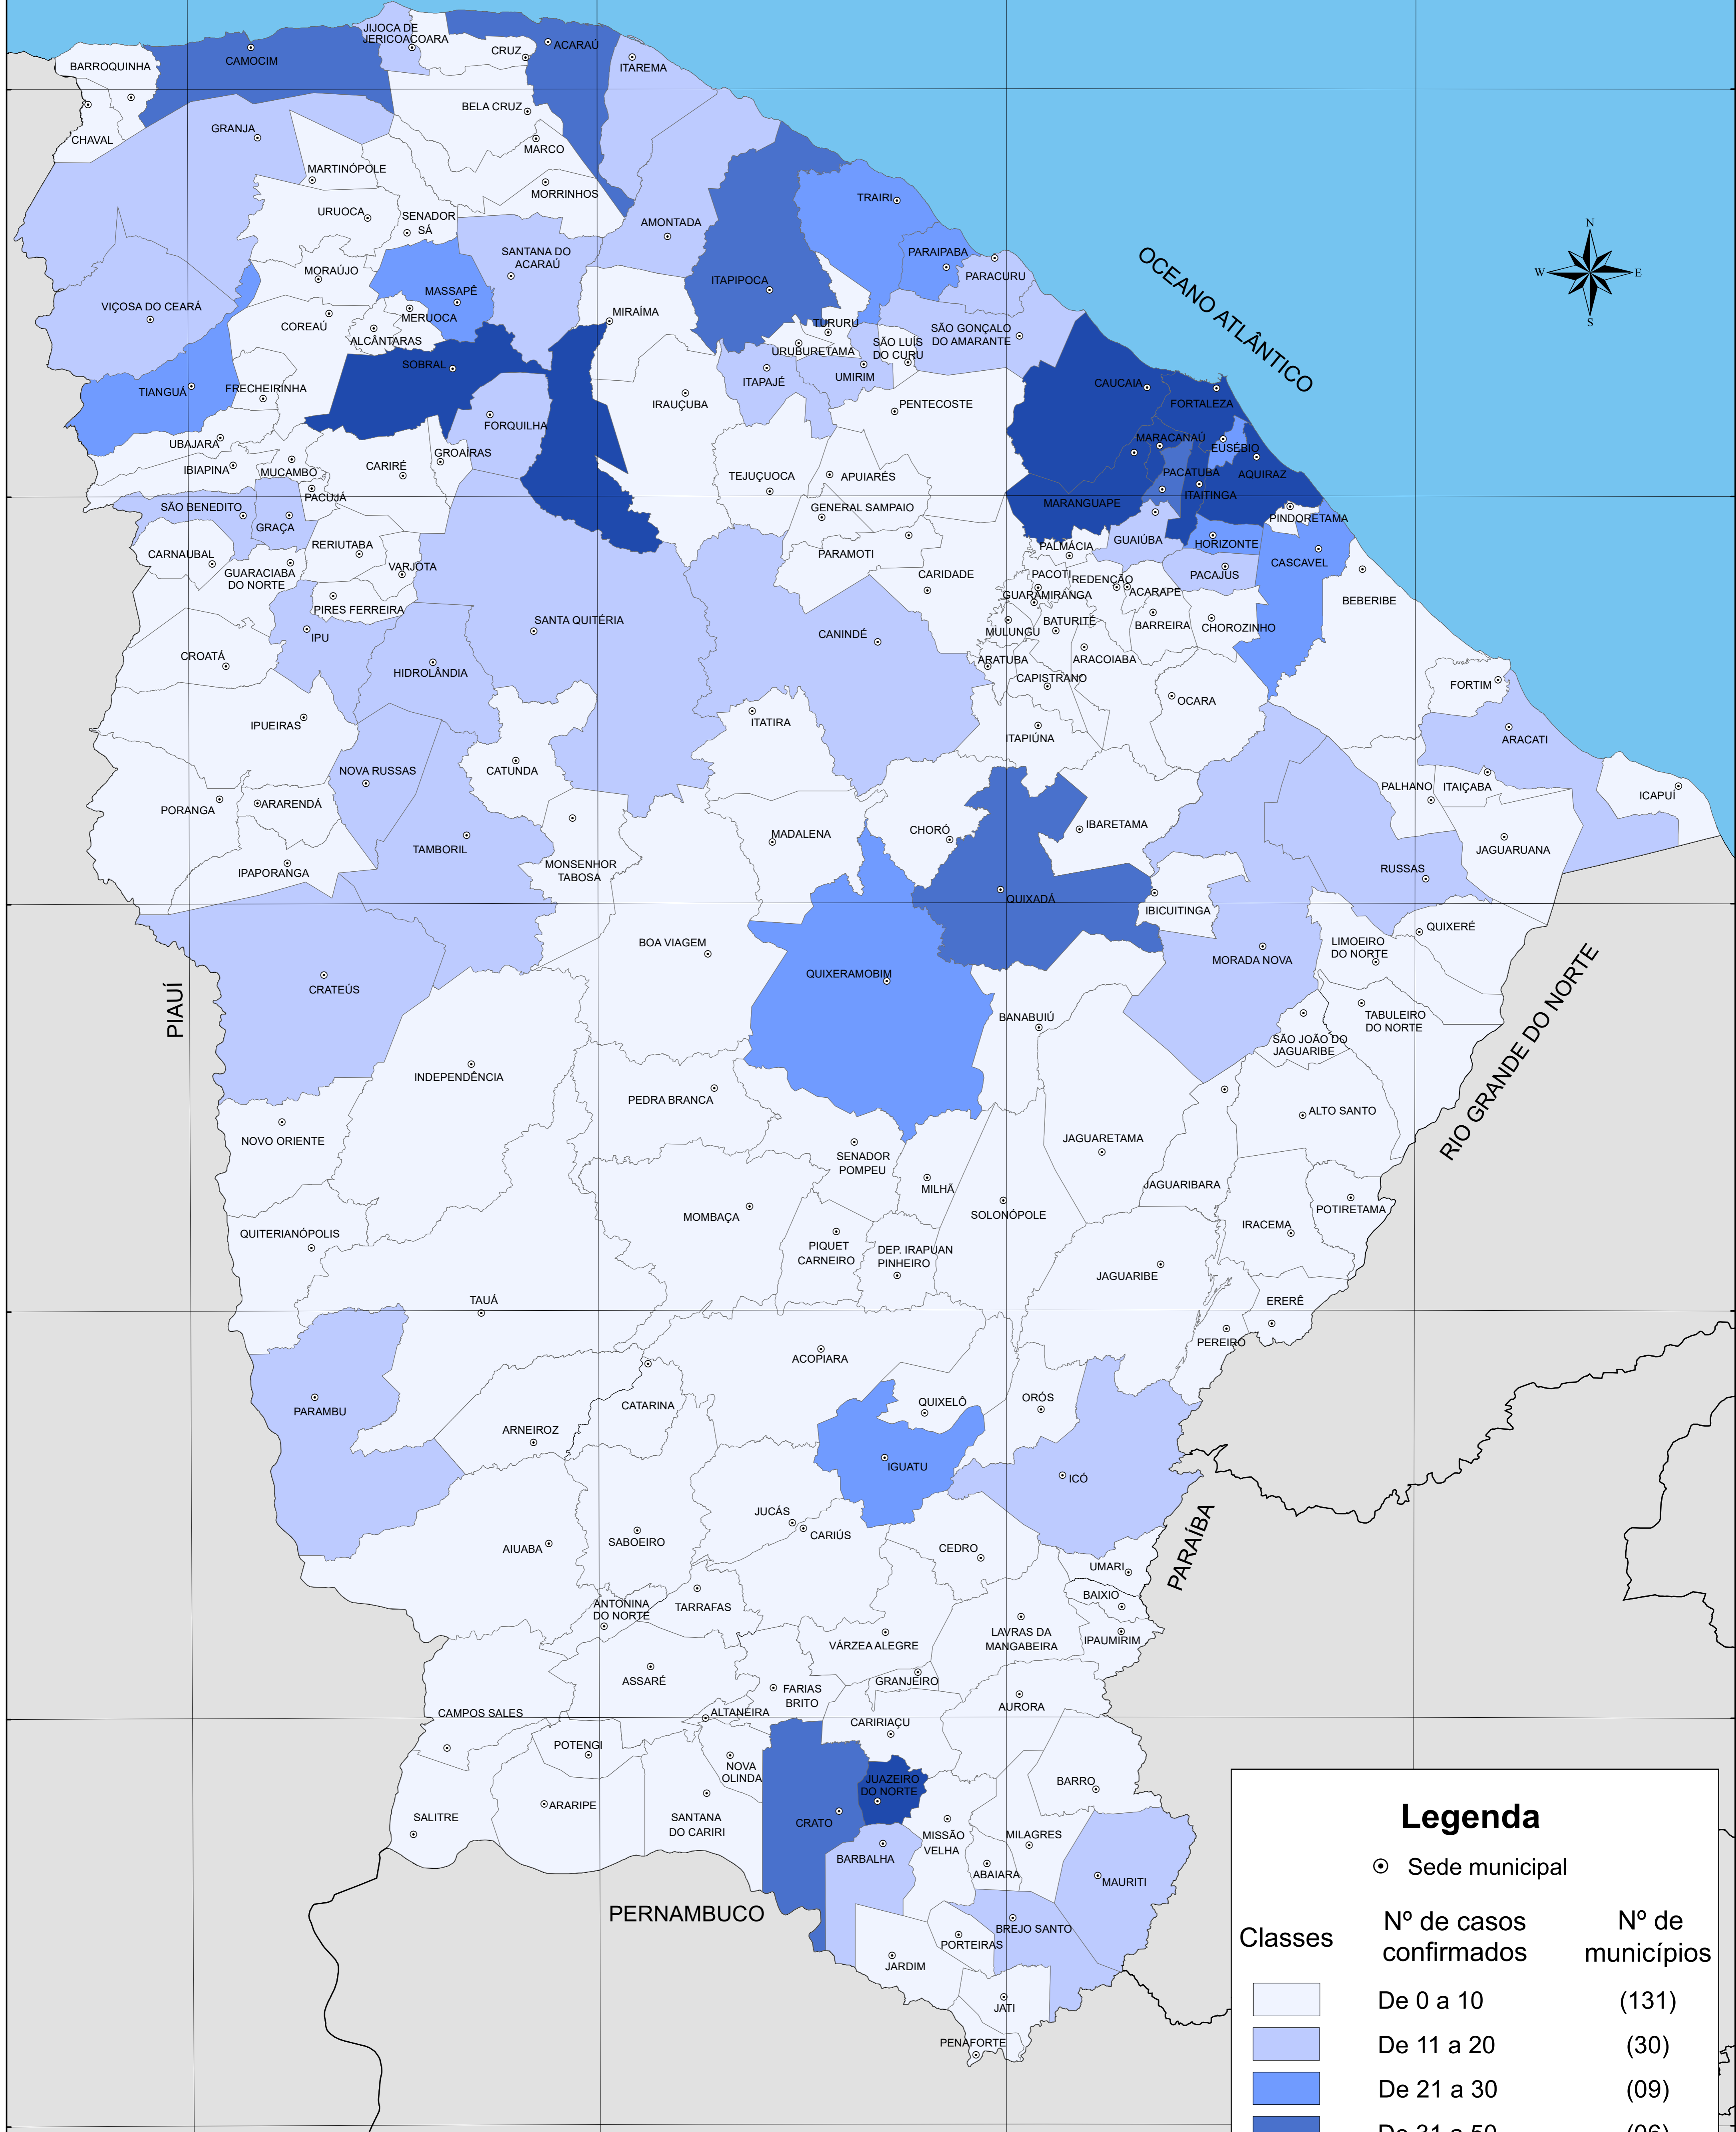 JIJOCA DE
JERICOACOARA
CRUZ
ACARAÚ
BARROQUINHA
CAMOCIM
ITAREMA
BELA CRUZ
GRANJA
CHAVAL
MARCO
MARTINÓPOLE
MORRINHOS
TRAIRI
URUOCA
SENADOR
SÁ
AMONTADA
N
W
E
S
SANTANA DO
ACARAÚ
PARAIPABA
OCEANO ATLÂNTICO
MORAÚJO
PARACURU
ITAPIPOCA
MASSAPÊ
VIÇOSA DO CEARÁ
MIRAÍMA
MERUOCA
COREAÚ
TURURU
SÃO GONÇALO
DO AMARANTE
ALCÂNTARAS
SÃO LUÍS
DO CURU
URUBURETAMA
SOBRAL
UMIRIM
ITAPAJÉ
CAUCAIA
FRECHEIRINHA
TIANGUÁ
IRAUÇUBA
PENTECOSTE
FORTALEZA
FORQUILHA
MARACANAÚ
UBAJARA
EUSÉBIO
GROAÍRAS
IBIAPINA
MUCAMBO
CARIRÉ
TEJUÇUOCA
APUIARÉS
PACATUBA
AQUIRAZ
PACUJÁ
ITAITINGA
MARANGUAPE
SÃO BENEDITO
GENERAL SAMPAIO
PINDORETAMA
GRAÇA
GUAIÚBA
HORIZONTE
RERIUTABA
PALMÁCIA
CARNAUBAL
PARAMOTI
CASCAVEL
VARJOTA
GUARACIABA
DO NORTE
CARIDADE
PACOTI
PACAJUS
REDENÇÃO
GUARAMIRANGA
ACARAPE
BEBERIBE
PIRES FERREIRA
SANTA QUITÉRIA
BATURITÉ
BARREIRA
CHOROZINHO
IPU
CANINDÉ
MULUNGU
CROATÁ
ARATUBA
ARACOIABA
HIDROLÂNDIA
CAPISTRANO
FORTIM
OCARA
IPUEIRAS
ITATIRA
ITAPIÚNA
ARACATI
NOVA RUSSAS
CATUNDA
PALHANO
ITAIÇABA
ICAPUÍ
PORANGA
ARARENDÁ
IBARETAMA
CHORÓ
MADALENA
TAMBORIL
JAGUARUANA
MONSENHOR
TABOSA
IPAPORANGA
RUSSAS
QUIXADÁ
IBICUITINGA
QUIXERÉ
BOA VIAGEM
LIMOEIRO
DO NORTE
MORADA NOVA
QUIXERAMOBIM
CRATEÚS
PIAUÍ
BANABUIÚ
TABULEIRO
DO NORTE
SÃO JOÃO DO
JAGUARIBE
RIO GRANDE DO NORTE
INDEPENDÊNCIA
PEDRA BRANCA
ALTO SANTO
NOVO ORIENTE
JAGUARETAMA
SENADOR
POMPEU
JAGUARIBARA
MILHÃ
POTIRETAMA
SOLONÓPOLE
MOMBAÇA
IRACEMA
QUITERIANÓPOLIS
PIQUET
CARNEIRO
DEP. IRAPUAN
PINHEIRO
JAGUARIBE
TAUÁ
ERERÊ
PEREIRO
ACOPIARA
ORÓS
QUIXELÔ
CATARINA
PARAMBU
ARNEIROZ
IGUATU
ICÓ
JUCÁS
CARIÚS
PARAÍBA
SABOEIRO
AIUABA
CEDRO
UMARI
BAIXIO
ANTONINA
DO NORTE
TARRAFAS
LAVRAS DA
MANGABEIRA
VÁRZEA ALEGRE
IPAUMIRIM
ASSARÉ
GRANJEIRO
FARIAS
BRITO
AURORA
CAMPOS SALES
ALTANEIRA
CARIRIAÇU
POTENGI
NOVA
OLINDA
JUAZEIRO
DO NORTE
BARRO
ARARIPE
SALITRE
SANTANA
DO CARIRI
CRATO
MISSÃO
VELHA
MILAGRES
BARBALHA
ABAIARA
MAURITI
PERNAMBUCO
BREJO SANTO
PORTEIRAS
JARDIM
JATI
PENAFORTE
Legenda
Sede municipal
Classes
Nº de casos
confirmados
Nº de
municípios
De 0 a 10 (131)
De 11 a 20 (30)
De 21 a 30 (09)
De 31 a 50 (06)